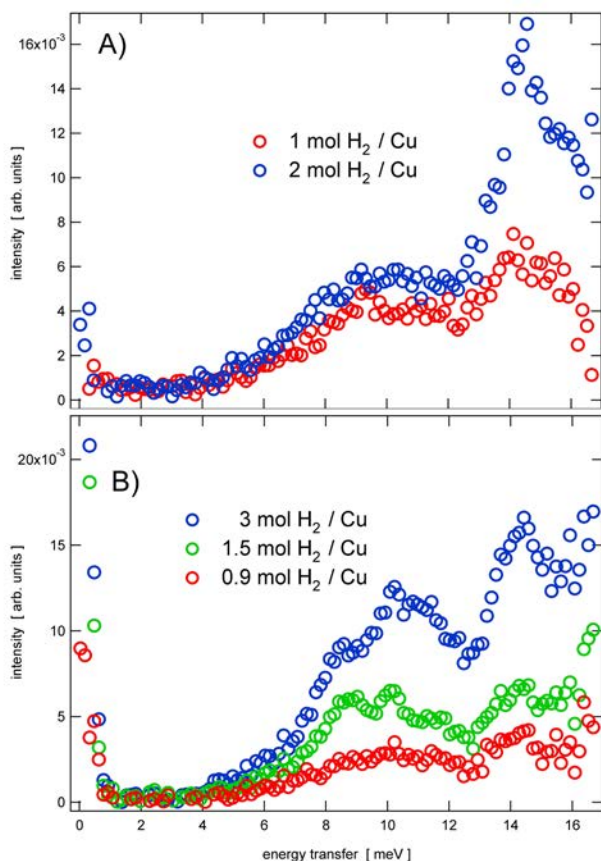 A)
16x10⁻³
14
12
10
8
6
4
2
0
intensity [ arb. units ]
1 mol H₂ / Cu
2 mol H₂ / Cu
B)
20x10⁻³
15
10
5
0
intensity [ arb. units ]
3 mol H₂ / Cu
1.5 mol H₂ / Cu
0.9 mol H₂ / Cu
0 2 4 6 8 10 12 14 16
energy transfer [ meV ]